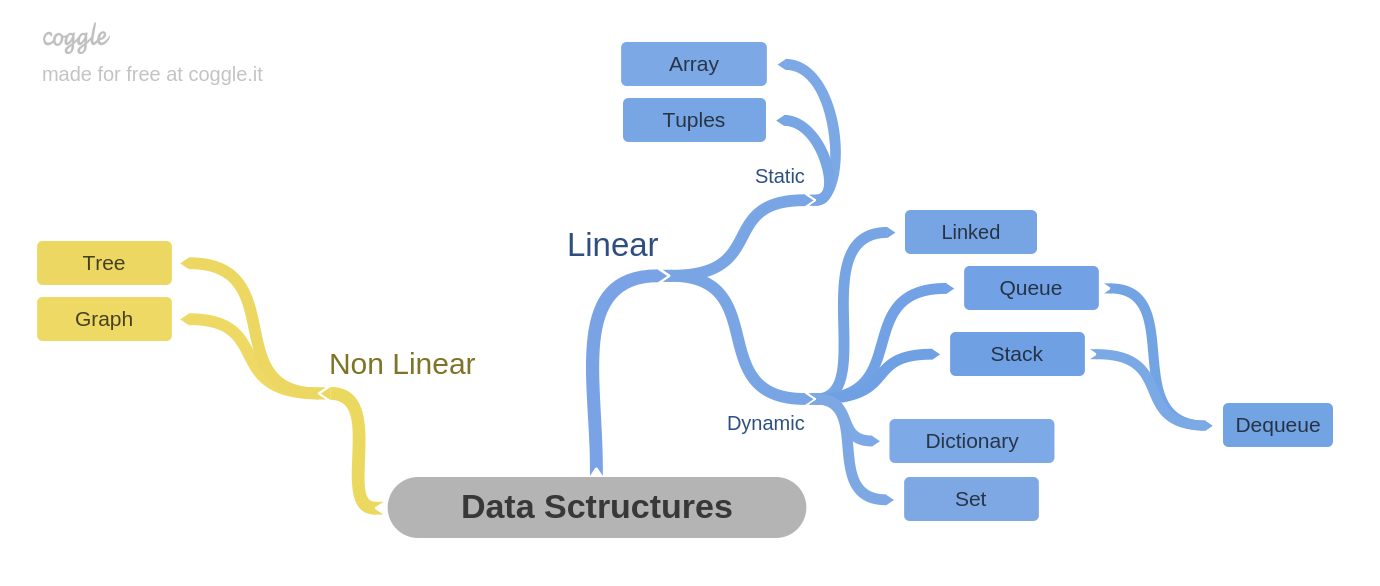 coggle
made for free at coggle.it
Array
Tuples
Static
Linear
Linked
Queue
Stack
Dynamic
Dictionary
Set
Dequeue
Tree
Graph
Non Linear
Data Sctructures